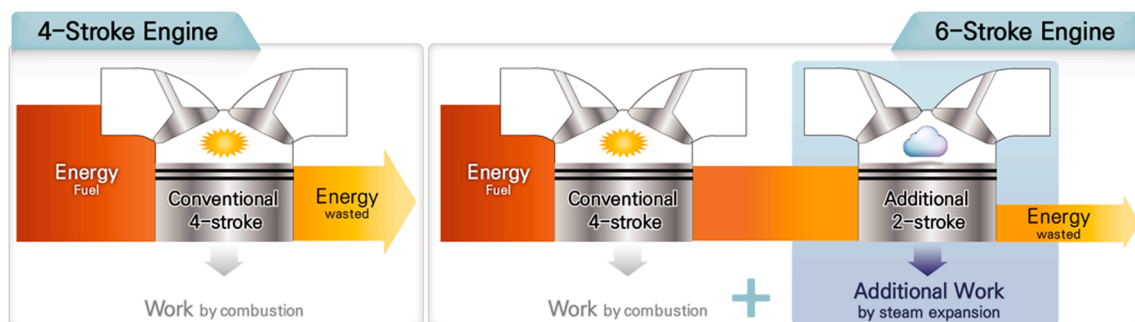 4-Stroke Engine
Energy
Fuel
Conventional
4-stroke
Energy
wasted
Work by combustion
6-Stroke Engine
Energy
Fuel
Conventional
4-stroke
Work by combustion
+
Additional
2-stroke
Energy
wasted
Additional Work
by steam expansion